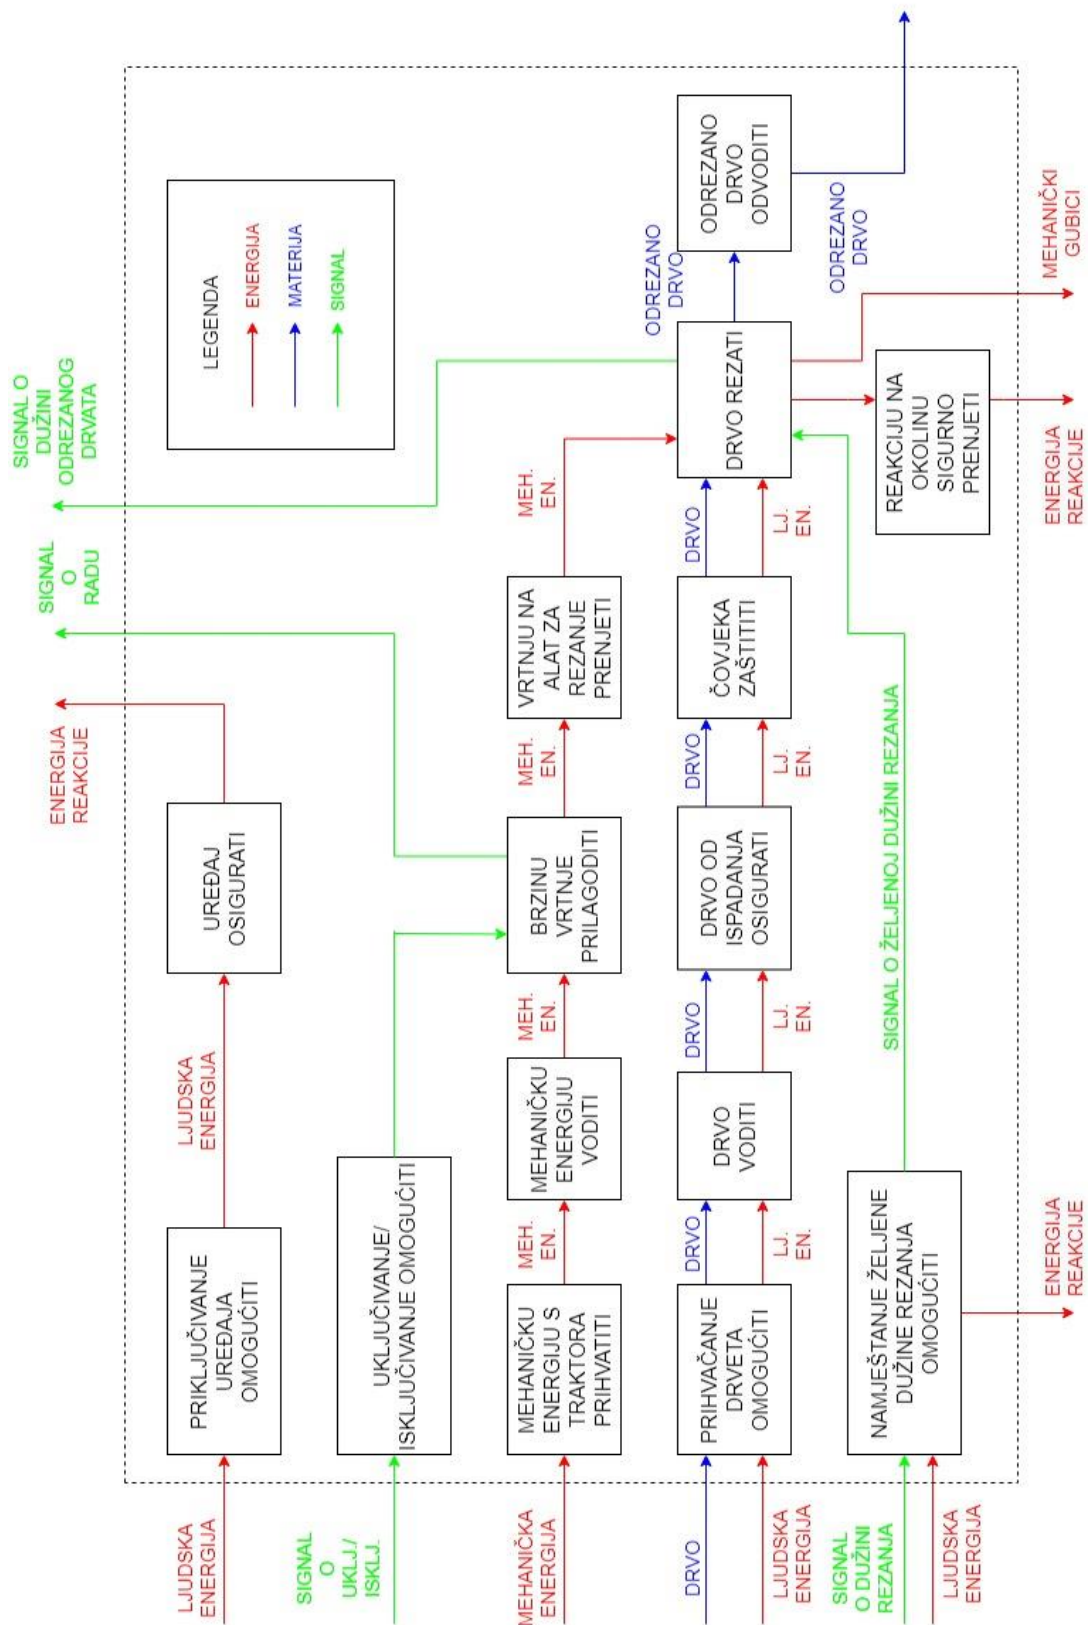 LJUDSKA
ENERGIJA
PRIKLJUČIVANJE
UREĐAJA
OMOGUĆITI
LJUDSKA
ENERGIJA
UREĐAJ
OSIGURATI
ENERGIJA
REAKCIJE
SIGNAL
O
RADU
SIGNAL O
DUŽINI
ODREZANOG
DRVATA
LEGENDA
ENERGIJA
MATERIJA
SIGNAL
SIGNAL
O
UKLJ./
ISKLJ.
UKLJUČIVANJE/
ISKLJUČIVANJE OMOGUĆITI
MEHANIČKA
ENERGIJA
MEHANIČKU
ENERGIJU S
TRAKTORA
PRIHVATITI
MEH.
EN.
MEHANIČKU
ENERGIJU
VODITI
MEH.
EN.
BRZINU
VRTNJE
PRILAGODITI
MEH.
EN.
VRTNJU NA
ALAT ZA
REZANJE
PRENJETI
MEH.
EN.
DRVO
LJUDSKA
ENERGIJA
PRIHVAČANJE
DRVETA
OMOGUĆITI
DRVO
LJ.
EN.
DRVO
VODITI
DRVO
LJ.
EN.
DRVO OD
ISPADANJA
OSIGURATI
DRVO
LJ.
EN.
ČOVJEKA
ZAŠTITITI
DRVO
LJ.
EN.
DRVO REZATI
ODREZANO
DRVO
ODREZANO
DRVO
ODVODITI
ODREZANO
DRVO
SIGNAL
O DUŽINI
REZANJA
LJUDSKA
ENERGIJA
NAMJEŠTANJE ŽELJENE
DUŽINE REZANJA
OMOGUĆITI
SIGNAL O ŽELJENOJ DUŽINI REZANJA
ENERGIJA
REAKCIJE
REAKCIJU NA
OKOLINU
SIGURNO
PRENJETI
ENERGIJA
REAKCIJE
MEHANIČKI
GUBICI